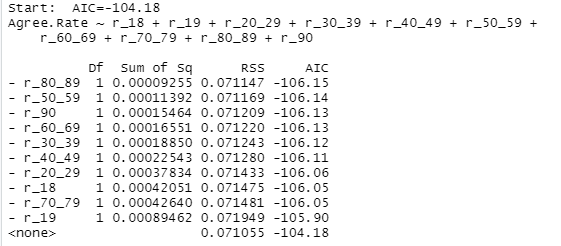 Start:  AIC=-104.18
Agree.Rate ~ r_18 + r_19 + r_20_29 + r_30_39 + r_40_49 + r_50_59 +
    r_60_69 + r_70_79 + r_80_89 + r_90
          Df  Sum of Sq      RSS     AIC
- r_80_89  1 0.00009255 0.071147 -106.15
- r_50_59  1 0.00011392 0.071169 -106.14
- r_90     1 0.00015464 0.071209 -106.13
- r_60_69  1 0.00016551 0.071220 -106.13
- r_30_39  1 0.00018850 0.071243 -106.12
- r_40_49  1 0.00022543 0.071280 -106.11
- r_20_29  1 0.00037834 0.071433 -106.06
- r_18     1 0.00042051 0.071475 -106.05
- r_70_79  1 0.00042640 0.071481 -106.05
- r_19     1 0.00089462 0.071949 -105.90
<none>                  0.071055 -104.18